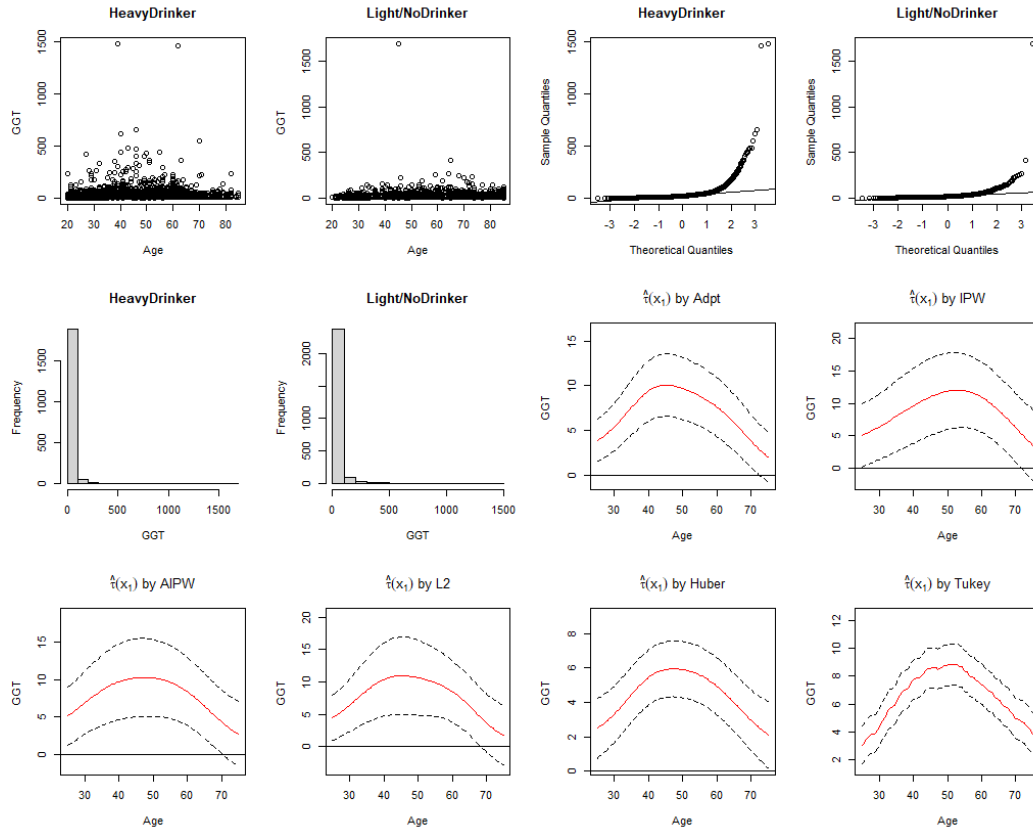 HeavyDrinker
Light/NoDrinker
HeavyDrinker
Light/NoDrinker
GGT
0 500 1000 1500
20 30 40 50 60 70 80
Age
GGT
0 500 1000 1500
20 30 40 50 60 70 80
Age
Sample Quantiles
0 500 1000 1500
-3 -2 -1 0 1 2 3
Theoretical Quantiles
Sample Quantiles
0 500 1000 1500
-3 -2 -1 0 1 2 3
Theoretical Quantiles
HeavyDrinker
Light/NoDrinker
τ̂(x₁) by Adpt
τ̂(x₁) by IPW
Frequency
0 500 1500
0 500 1000 1500
GGT
Frequency
0 1000 2000
0 500 1000 1500
GGT
GGT
0 5 10 15
30 40 50 60 70
Age
GGT
0 5 10 15 20
30 40 50 60 70
Age
τ̂(x₁) by AIPW
τ̂(x₁) by L2
τ̂(x₁) by Huber
τ̂(x₁) by Tukey
GGT
0 5 10 15
30 40 50 60 70
Age
GGT
0 5 10 15 20
30 40 50 60 70
Age
GGT
0 2 4 6 8
30 40 50 60 70
Age
GGT
2 4 6 8 10 12
30 40 50 60 70
Age